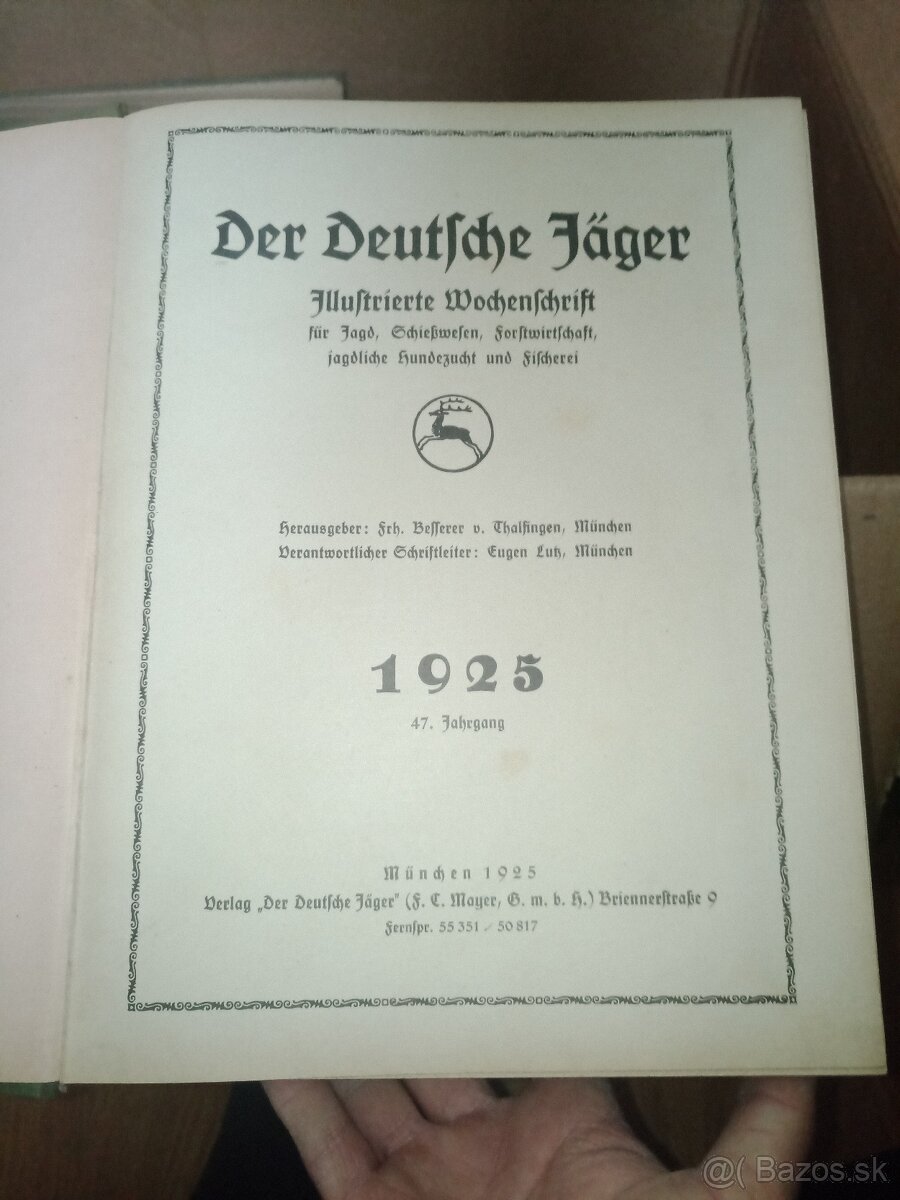 Der Deutſche Jäger
Illuſtrierte Wochenſchrift
für Jagd, Schießweſen, Forſtwirtſchaft,
jagdliche Hundezucht und Fiſcherei
Herausgeber: Frh. Beſſerer v. Thalfingen, München
Verantwortlicher Schriftleiter: Eugen Lutz, München
1925
47. Jahrgang
München 1925
Verlag „Der Deutſche Jäger" (F. C. Mayer, G. m. b. H.) Briennerſtraße 9
Fernſpr. 55 351 / 50 817
@( Bazos.sk